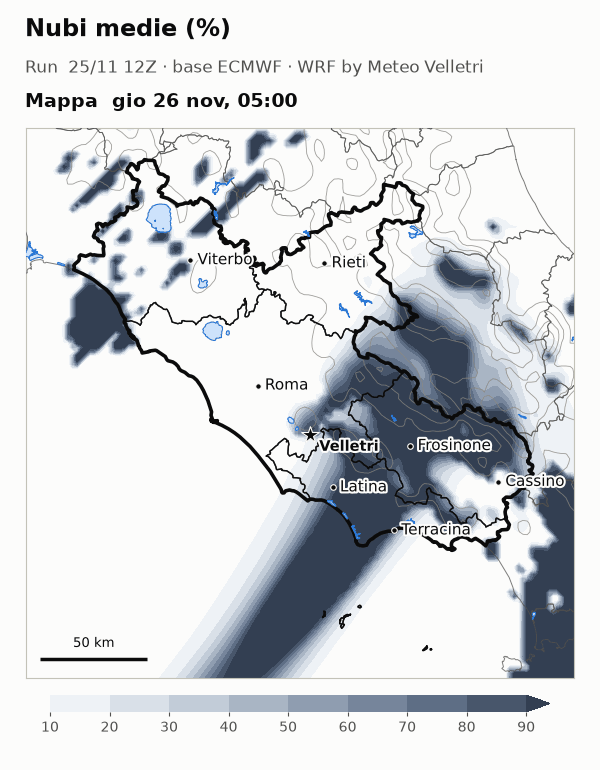 Nubi medie (%)
Run  25/11 12Z · base ECMWF · WRF by Meteo Velletri
Mappa  gio 26 nov, 05:00
Viterbo
Rieti
Roma
Velletri
Frosinone
Cassino
Latina
Terracina
50 km
10 20 30 40 50 60 70 80 90